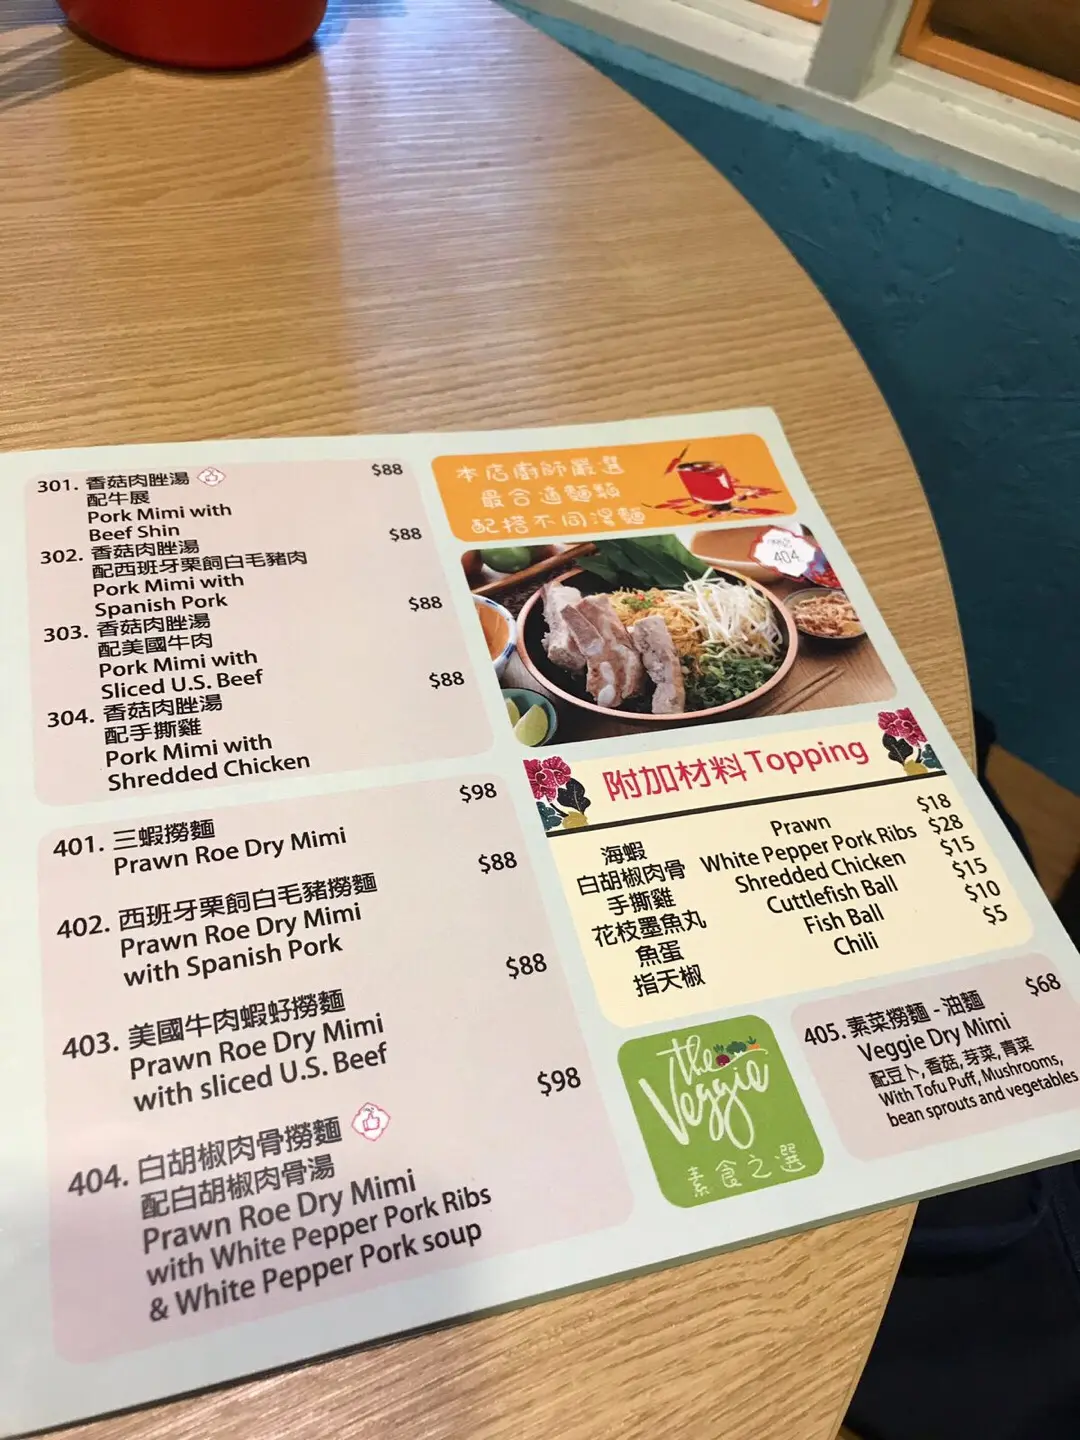 301. 香菇肉脞湯 $88
配牛展
Pork Mimi with
Beef Shin
302. 香菇肉脞湯 $88
配西班牙栗飼白毛豬肉
Pork Mimi with
Spanish Pork
303. 香菇肉脞湯 $88
配美國牛肉
Pork Mimi with
Sliced U.S. Beef
304. 香菇肉脞湯 $88
配手撕雞
Pork Mimi with
Shredded Chicken
401. 三蝦撈麵 $98
Prawn Roe Dry Mimi
402. 西班牙栗飼白毛豬撈麵 $88
Prawn Roe Dry Mimi
with Spanish Pork
403. 美國牛肉蝦籽撈麵 $88
Prawn Roe Dry Mimi
with sliced U.S. Beef
404. 白胡椒肉骨撈麵 $98
配白胡椒肉骨湯
Prawn Roe Dry Mimi
with White Pepper Pork Ribs
& White Pepper Pork soup
本店廚師嚴選
最合適麵類
配搭不同湯麵
404
附加材料 Topping
海蝦 Prawn $18
白胡椒肉骨 White Pepper Pork Ribs $28
手撕雞 Shredded Chicken $15
花枝墨魚丸 Cuttlefish Ball $15
魚蛋 Fish Ball $10
指天椒 Chili $5
the
Veggie
素食之選
405. 素菜撈麵 - 油麵 $68
Veggie Dry Mimi
配豆卜, 香菇, 芽菜, 青菜
With Tofu Puff, Mushrooms,
bean sprouts and vegetables